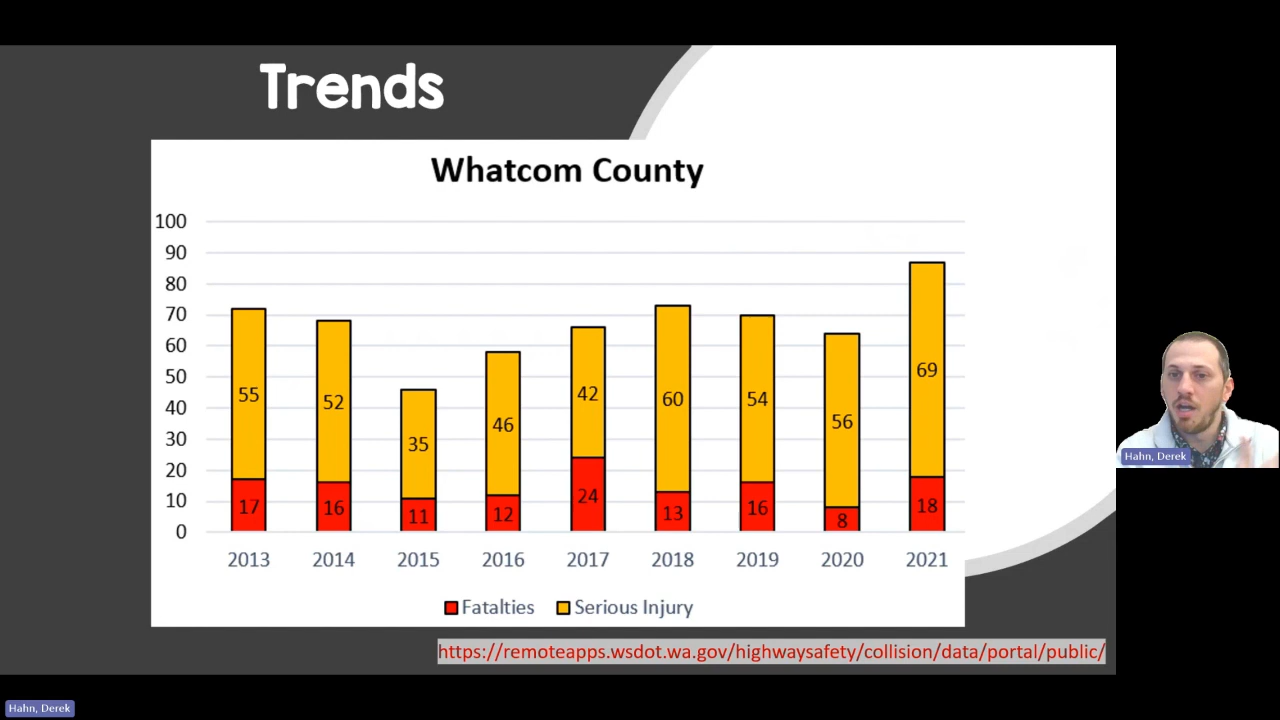 Trends
Whatcom County
100
90
80
70
60
50
40
30
20
10
0
55 52 35 46 42 60 54 56 69
17 16 11 12 24 13 16 8 18
2013 2014 2015 2016 2017 2018 2019 2020 2021
Fatalties Serious Injury
https://remoteapps.wsdot.wa.gov/highwaysafety/collision/data/portal/public/
Hahn, Derek
Hahn, Derek